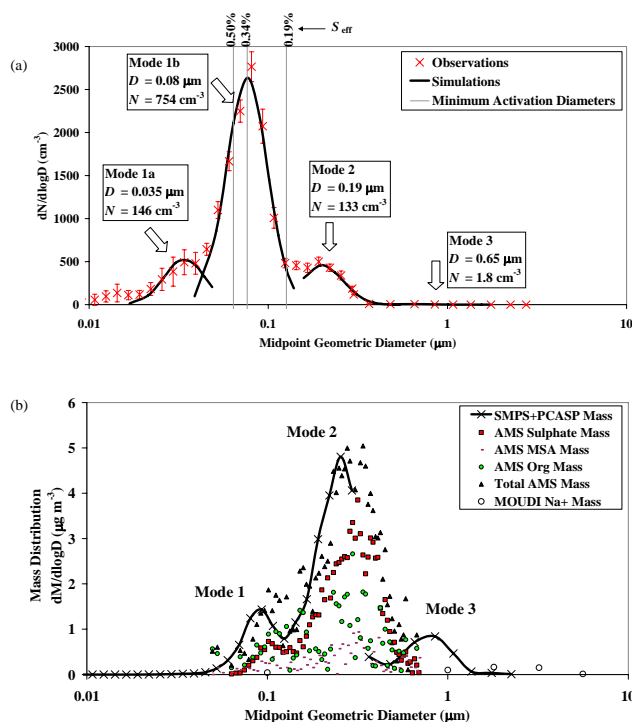 0.50%
0.34%
0.19%
S eff
(a)
3000
2500
2000
1500
1000
500
0
dN/dlogD (cm-3)
Mode 1b
D = 0.08 μm
N = 754 cm-3
Observations
Simulations
Minimum Activation Diameters
Mode 1a
D = 0.035 μm
N = 146 cm-3
Mode 2
D = 0.19 μm
N = 133 cm-3
Mode 3
D = 0.65 μm
N = 1.8 cm-3
0.01
0.1
1
10
Midpoint Geometric Diameter (μm)
(b)
6
5
4
3
2
1
0
Mass Distribution
dM/dlogD (μg m-3)
SMPS+PCASP Mass
AMS Sulphate Mass
AMS MSA Mass
AMS Org Mass
Total AMS Mass
MOUDI Na+ Mass
Mode 2
Mode 1
Mode 3
0.01
0.1
1
10
Midpoint Geometric Diameter (μm)